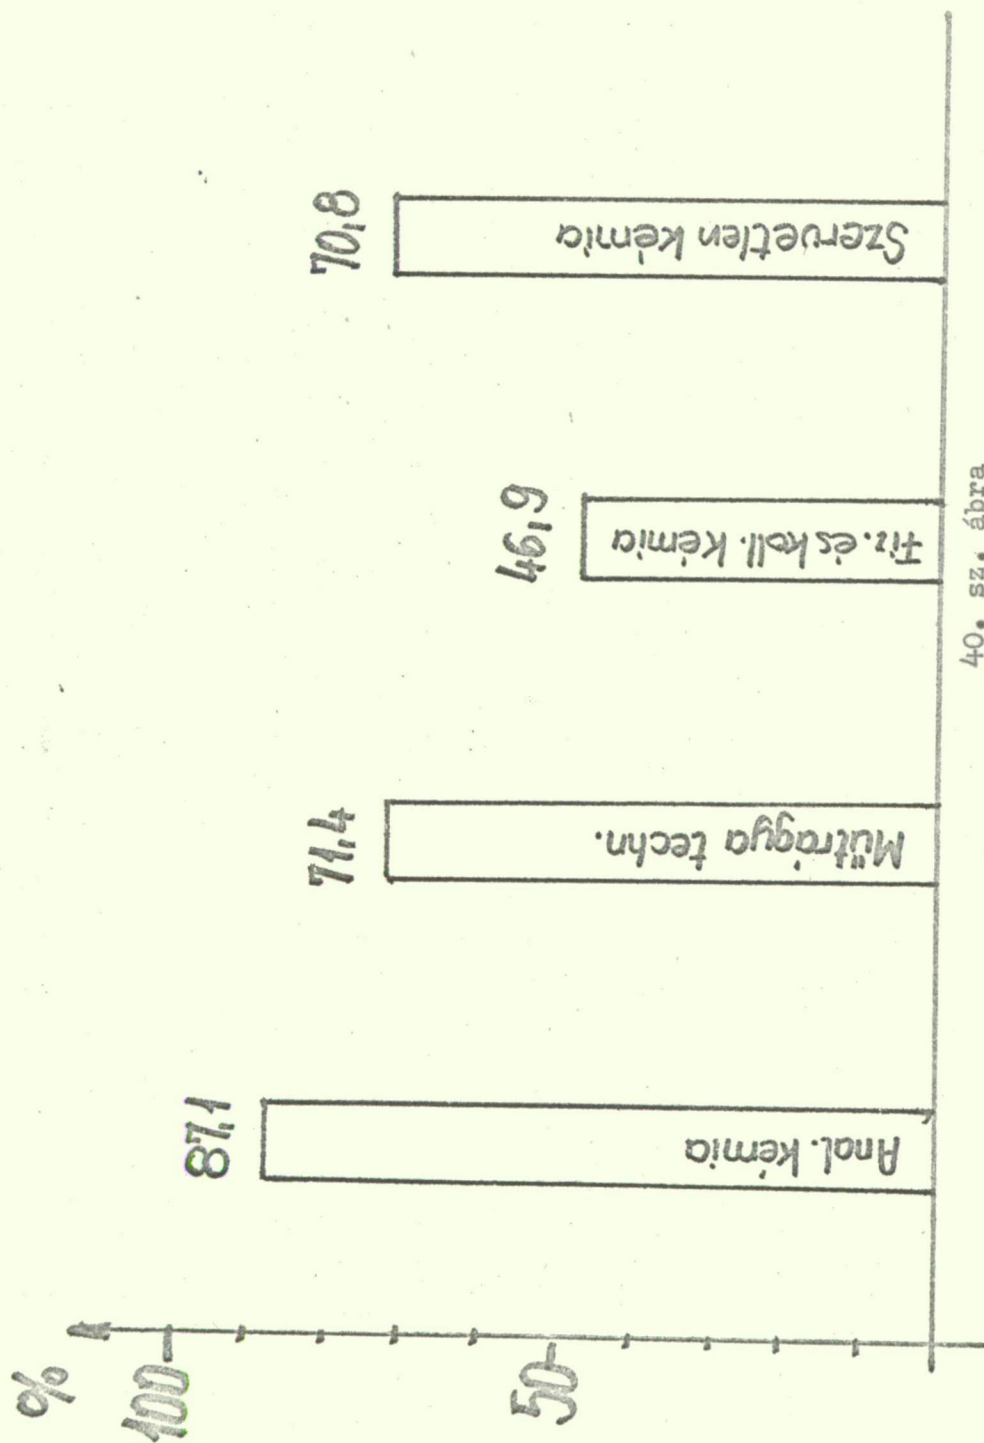 %
100
50
87,1
Anal. kémia
71,4
Műtrágya techn.
46,9
Fiz. és koll. kémia
70,8
Szervetlen kémia
40. sz. ábra